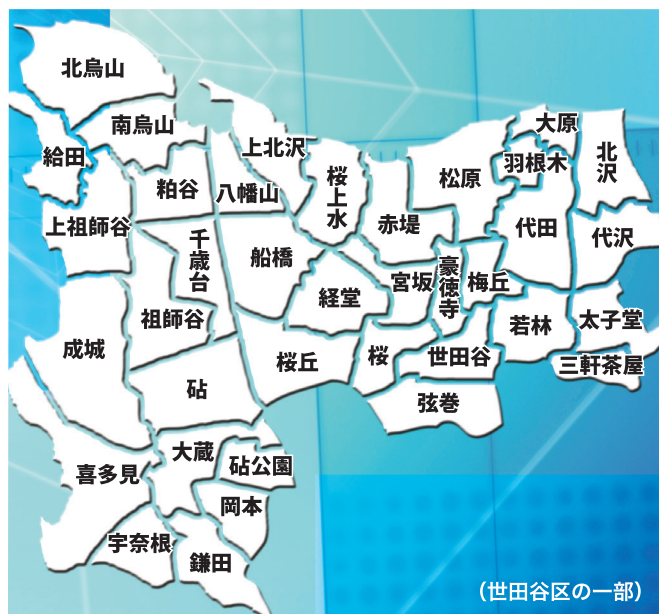 北烏山
南烏山
給田
上北沢
大原
羽根木
北沢
松原
粕谷
八幡山
桜上水
上祖師谷
赤堤
代田
代沢
千歳台
船橋
宮坂
豪徳寺
梅丘
経堂
祖師谷
若林
太子堂
成城
桜丘
桜
世田谷
三軒茶屋
砧
弦巻
大蔵
砧公園
喜多見
岡本
宇奈根
鎌田
（世田谷区の一部）